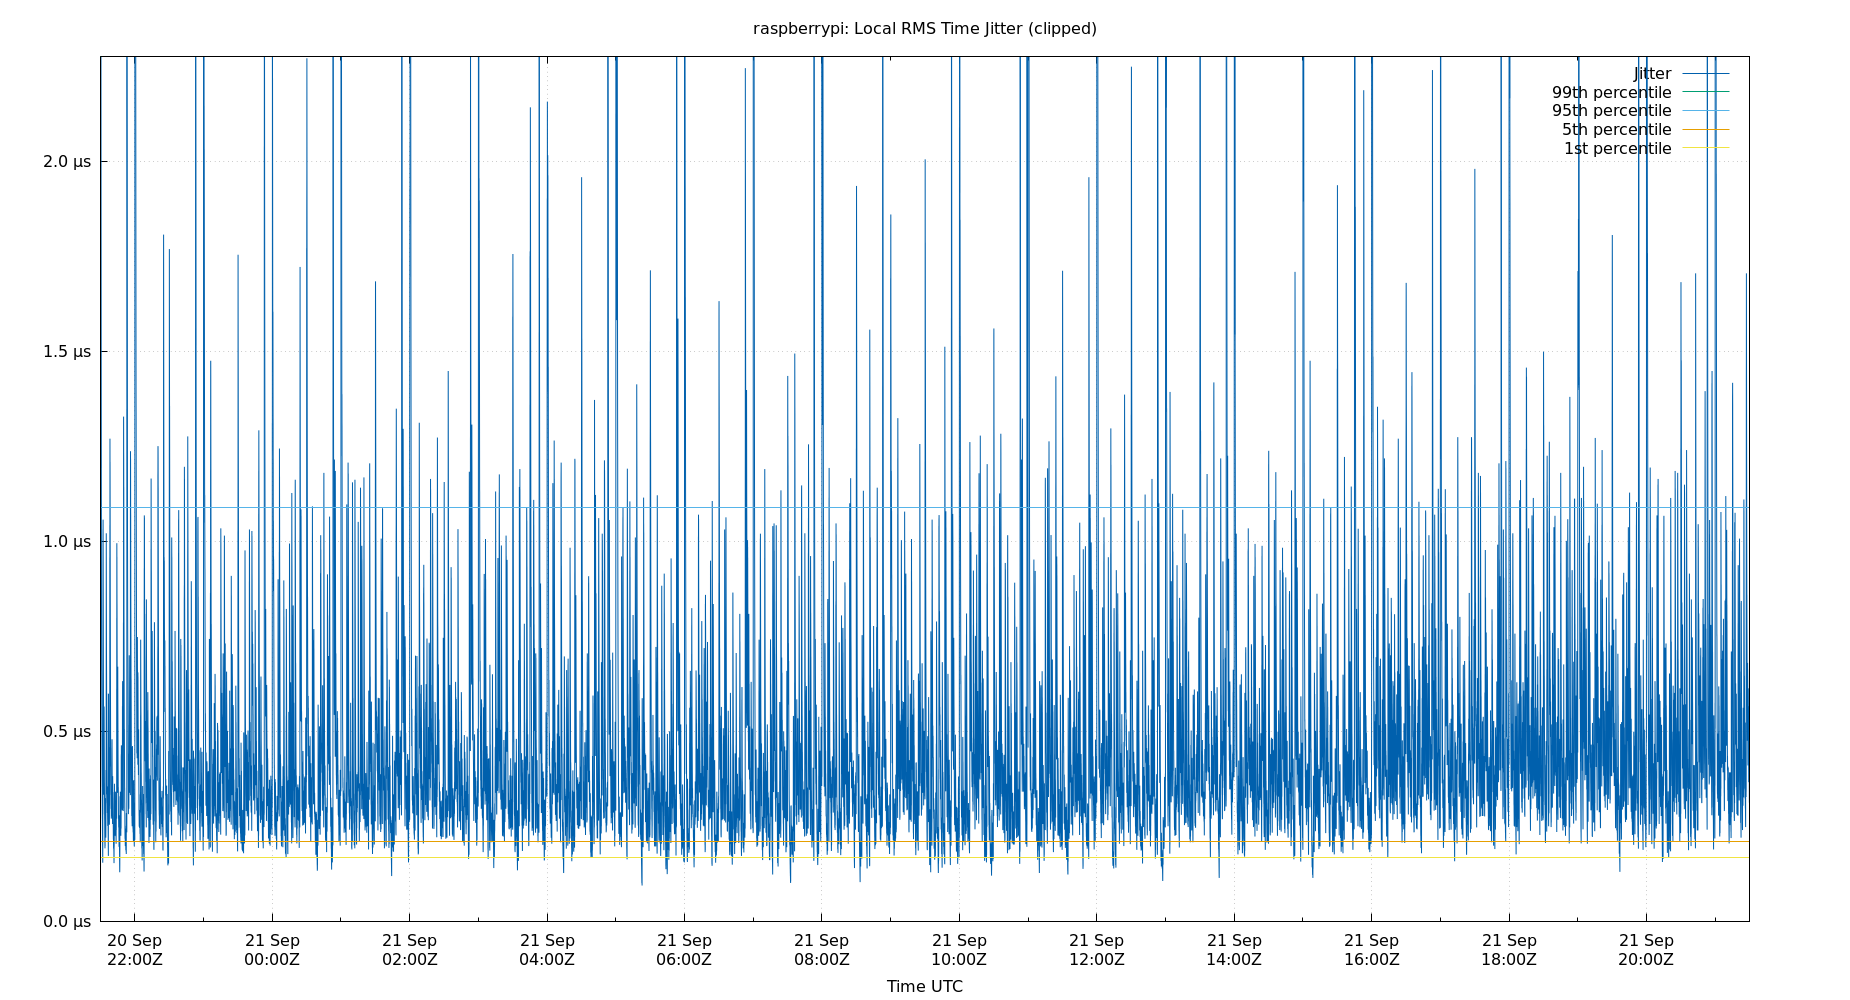 raspberrypi: Local RMS Time Jitter (clipped)
Jitter
99th percentile
95th percentile
5th percentile
1st percentile
2.0 µs
1.5 µs
1.0 µs
0.5 µs
0.0 µs
20 Sep 21 Sep 21 Sep 21 Sep 21 Sep 21 Sep 21 Sep 21 Sep 21 Sep 21 Sep 21 Sep 21 Sep
22:00Z 00:00Z 02:00Z 04:00Z 06:00Z 08:00Z 10:00Z 12:00Z 14:00Z 16:00Z 18:00Z 20:00Z
Time UTC